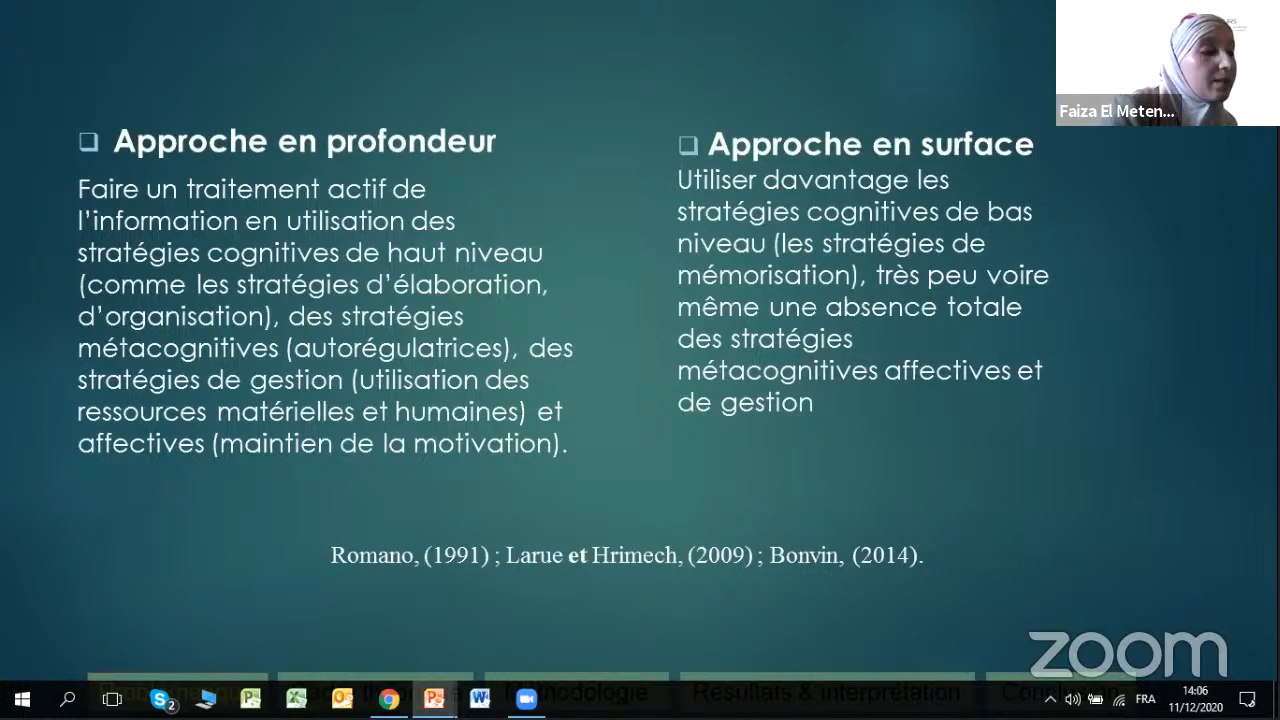 Approche en profondeur
Faire un traitement actif de
l’information en utilisation des
stratégies cognitives de haut niveau
(comme les stratégies d’élaboration,
d’organisation), des stratégies
métacognitives (autorégulatrices), des
stratégies de gestion (utilisation des
ressources matérielles et humaines) et
affectives (maintien de la motivation).
Approche en surface
Utiliser davantage les
stratégies cognitives de bas
niveau (les stratégies de
mémorisation), très peu voire
même une absence totale
des stratégies
métacognitives affectives et
de gestion
Romano, (1991) ; Larue et Hrimech, (2009) ; Bonvin, (2014).
Faiza El Meten...
zoom
Méthodologie
Résultats & interprétation
2
FRA
14:06
11/12/2020